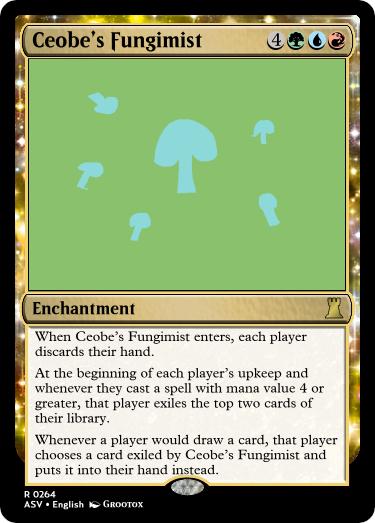 Ceobe's Fungimist 4
Enchantment
When Ceobe's Fungimist enters, each player
discards their hand.
At the beginning of each player's upkeep and
whenever they cast a spell with mana value 4 or
greater, that player exiles the top two cards of
their library.
Whenever a player would draw a card, that player
chooses a card exiled by Ceobe's Fungimist and
puts it into their hand instead.
R 0264
ASV • English Grootox